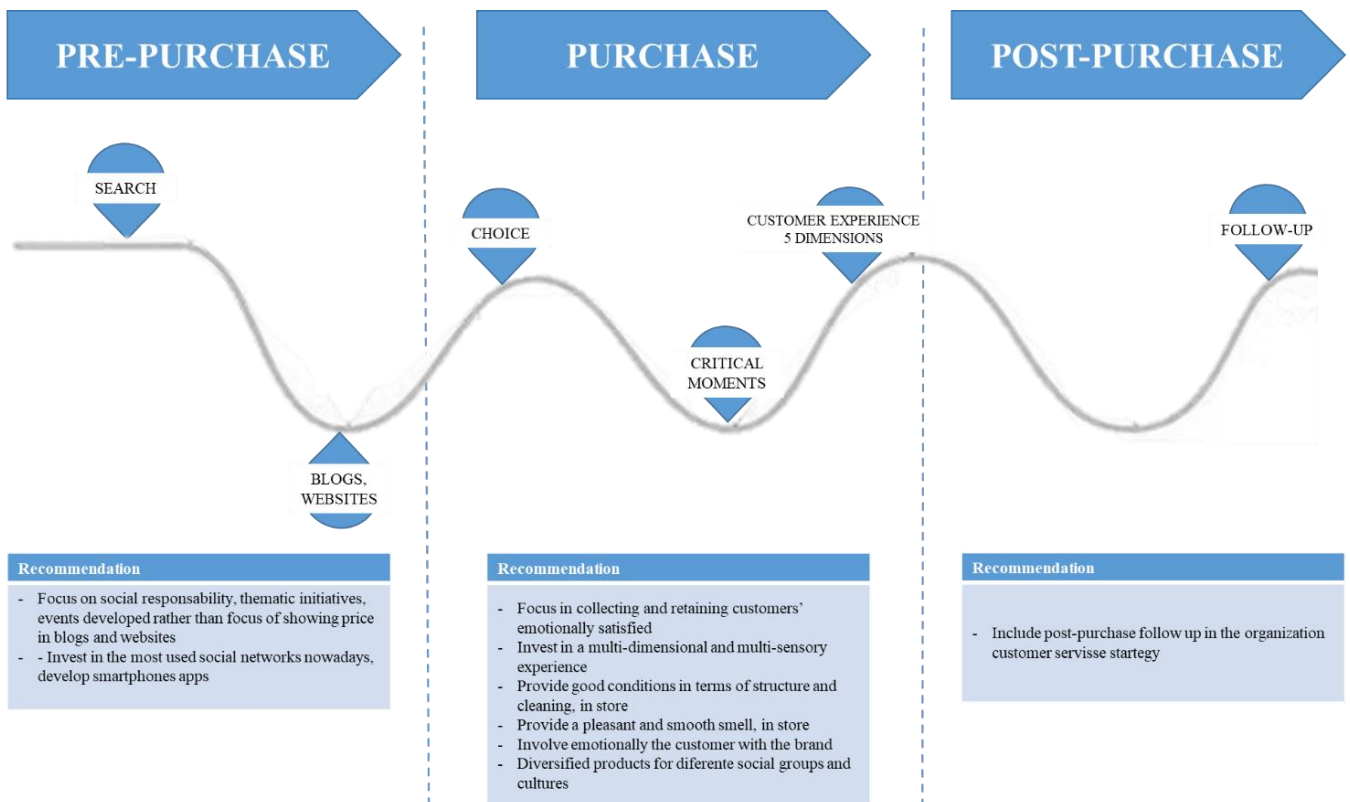 PRE-PURCHASE
PURCHASE
POST-PURCHASE
SEARCH
BLOGS,
WEBSITES
CHOICE
CRITICAL
MOMENTS
CUSTOMER EXPERIENCE
5 DIMENSIONS
FOLLOW-UP
Recommendation
- Focus on social responsability, thematic initiatives,
events developed rather than focus of showing price
in blogs and websites
- - Invest in the most used social networks nowadays,
develop smartphones apps
Recommendation
- Focus in collecting and retaining customers’
emotionally satisfied
- Invest in a multi-dimensional and multi-sensory
experience
- Provide good conditions in terms of structure and
cleaning, in store
- Provide a pleasant and smooth smell, in store
- Involve emotionally the customer with the brand
- Diversified products for diferente social groups and
cultures
Recommendation
- Include post-purchase follow up in the organization
customer servisse startegy